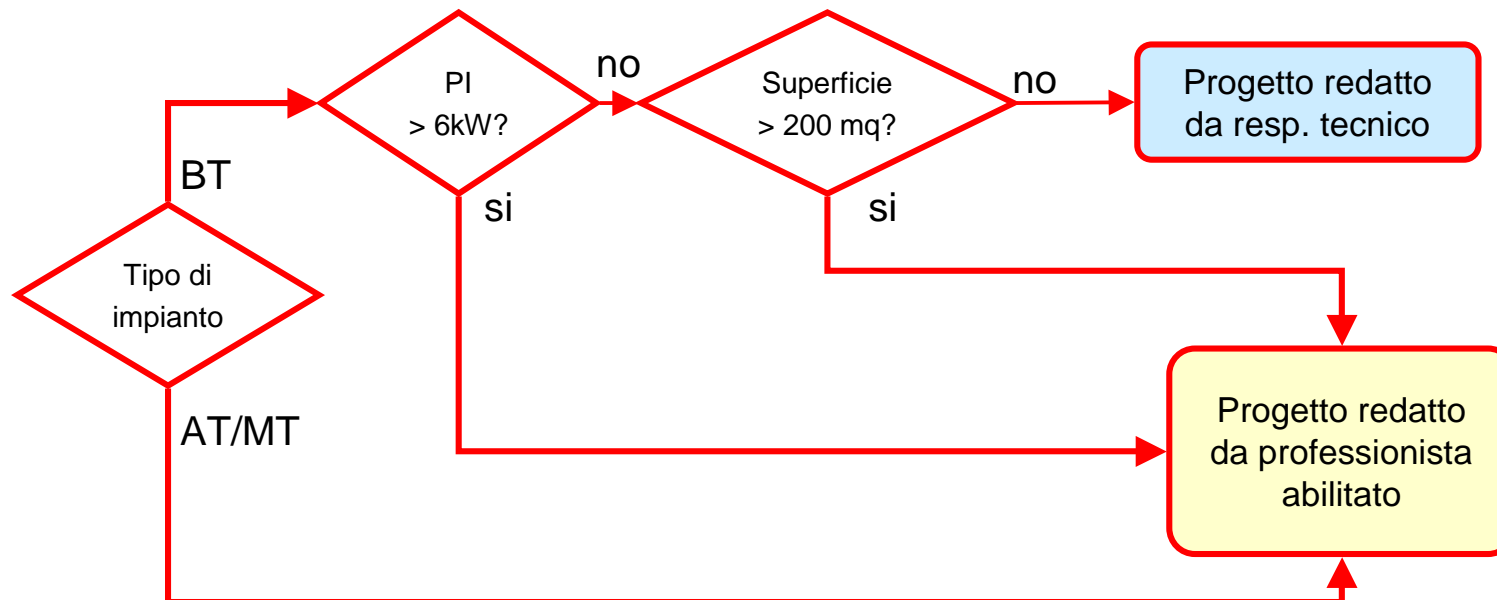 PI
> 6kW?
no
Superficie
> 200 mq?
no
Progetto redatto
da resp. tecnico
BT
si
si
Tipo di
impianto
AT/MT
Progetto redatto
da professionista
abilitato